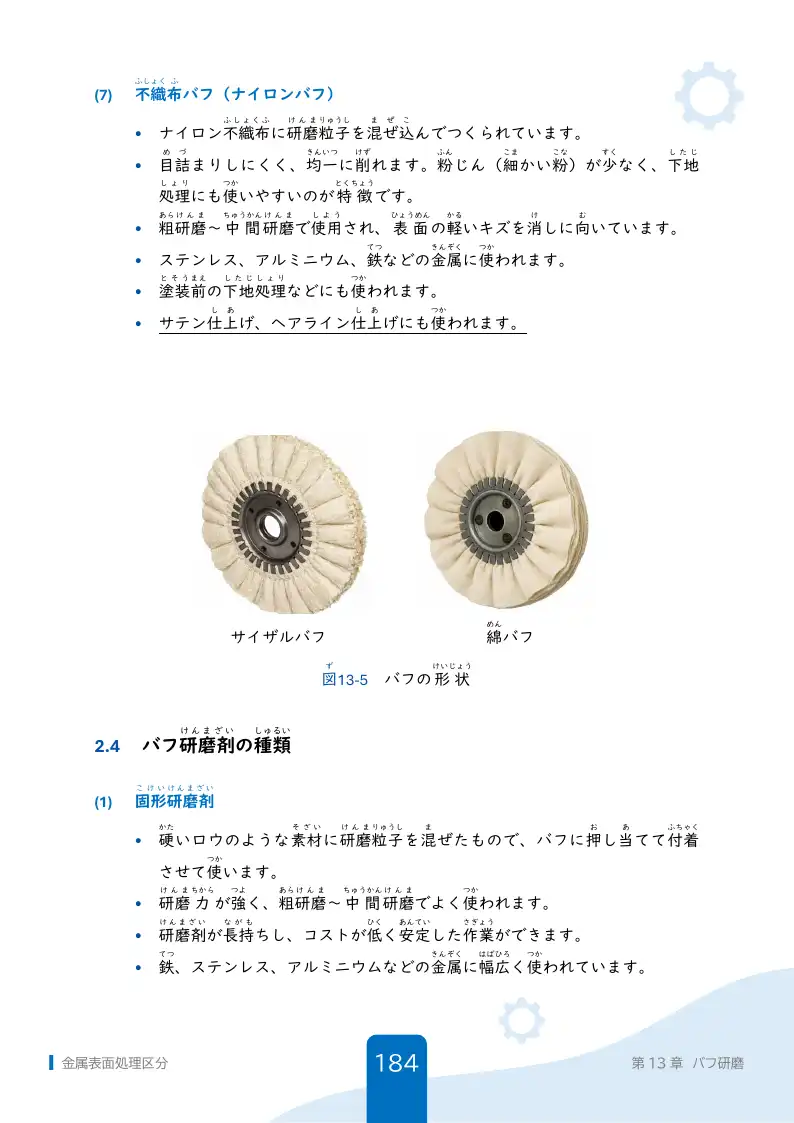 (7) 不織布バフ（ナイロンバフ）
• ナイロン不織布に研磨粒子を混ぜ込んでつくられています。
• 目詰まりしにくく、均一に削れます。粉じん（細かい粉）が少なく、下地
処理にも使いやすいのが特徴です。
• 粗研磨～中間研磨で使用され、表面の軽いキズを消しに向いています。
• ステンレス、アルミニウム、鉄などの金属に使われます。
• 塗装前の下地処理などにも使われます。
• サテン仕上げ、ヘアライン仕上げにも使われます。
サイザルバフ 綿バフ
図13-5 バフの形状
2.4 バフ研磨剤の種類
(1) 固形研磨剤
• 硬いロウのような素材に研磨粒子を混ぜたもので、バフに押し当てて付着
させて使います。
• 研磨力が強く、粗研磨～中間研磨でよく使われます。
• 研磨剤が長持ちし、コストが低く安定した作業ができます。
• 鉄、ステンレス、アルミニウムなどの金属に幅広く使われています。
金属表面処理区分 184 第13章 バフ研磨